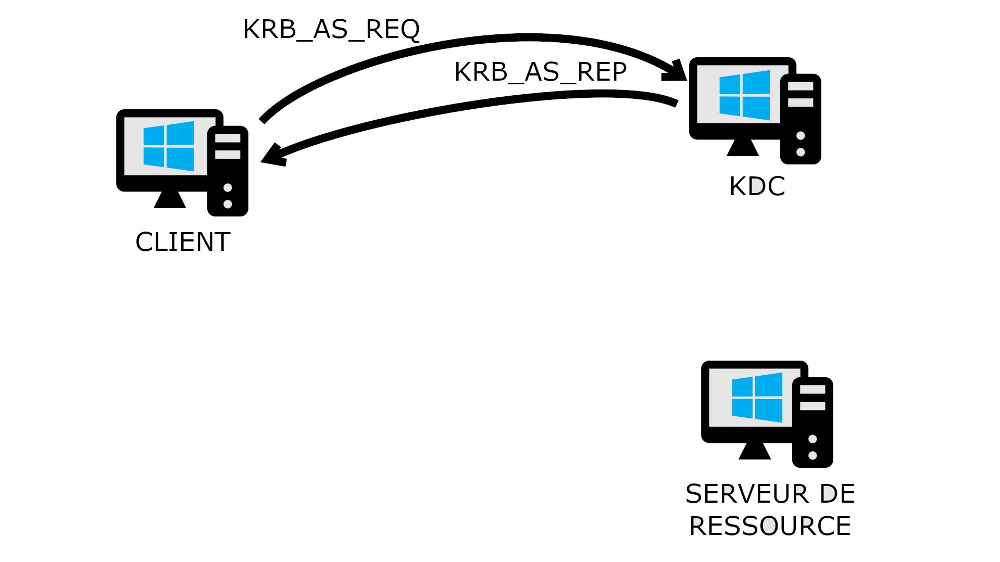 KRB_AS_REQ
KRB_AS_REP
KDC
CLIENT
SERVEUR DE
RESSOURCE